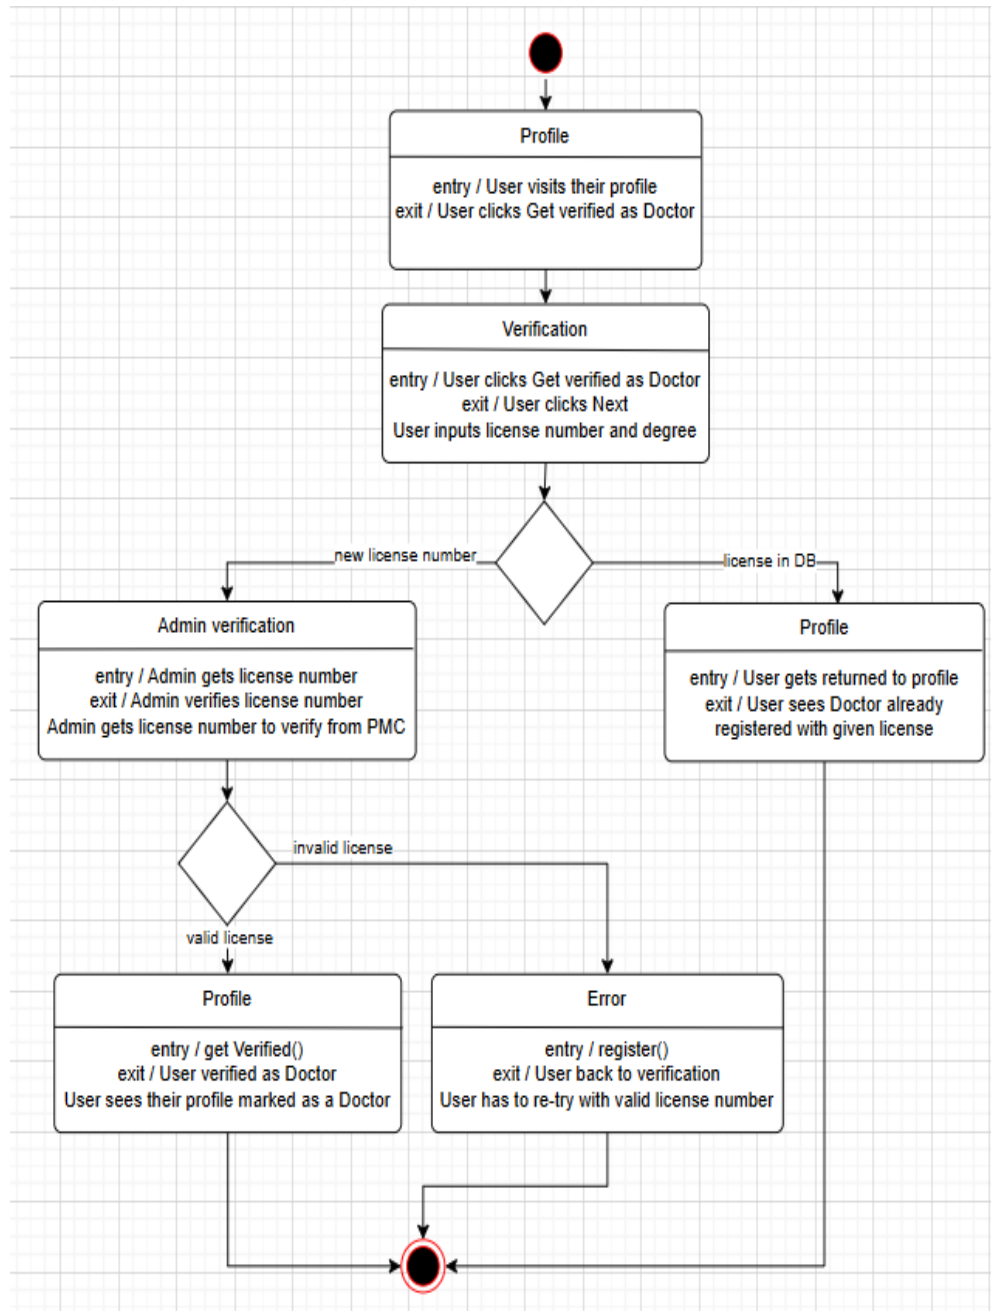 Profile
entry / User visits their profile
exit / User clicks Get verified as Doctor
Verification
entry / User clicks Get verified as Doctor
exit / User clicks Next
User inputs license number and degree
new license number
license in DB
Admin verification
entry / Admin gets license number
exit / Admin verifies license number
Admin gets license number to verify from PMC
Profile
entry / User gets returned to profile
exit / User sees Doctor already
registered with given license
invalid license
valid license
Profile
entry / get Verified()
exit / User verified as Doctor
User sees their profile marked as a Doctor
Error
entry / register()
exit / User back to verification
User has to re-try with valid license number